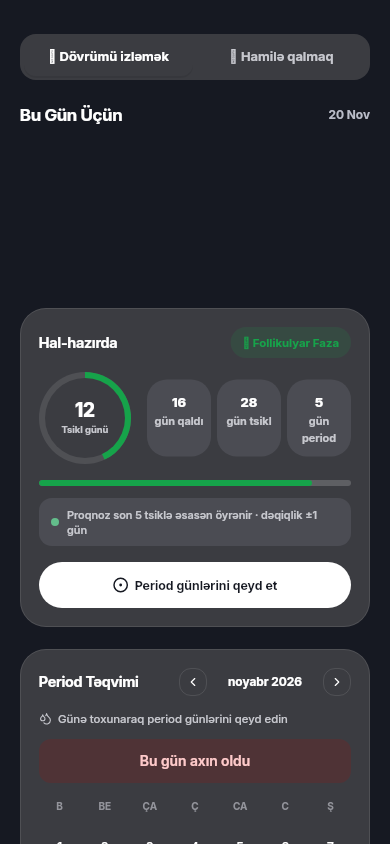 Dövrümü izləmək
Hamilə qalmaq
Bu Gün Üçün
20 Nov
Hal-hazırda
Follikulyar Faza
12
Tsikl günü
16
gün qaldı
28
gün tsikl
5
gün
period
Proqnoz son 5 tsiklə əsasən öyrənir · dəqiqlik ±1
gün
Period günlərini qeyd et
Period Təqvimi
noyabr 2026
Günə toxunaraq period günlərini qeyd edin
Bu gün axın oldu
B BE ÇA Ç CA C Ş